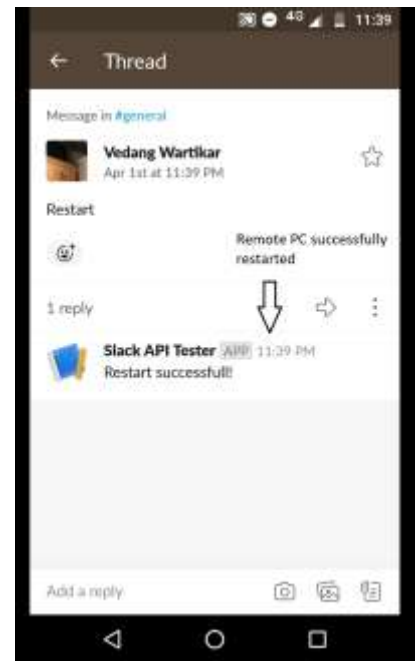 4G 11:39
Thread
Message in #general
Vedang Wartikar
Apr 1st at 11:39 PM
Restart
Remote PC successfully
restarted
1 reply
Slack API Tester APP 11:39 PM
Restart successfull!
Add a reply